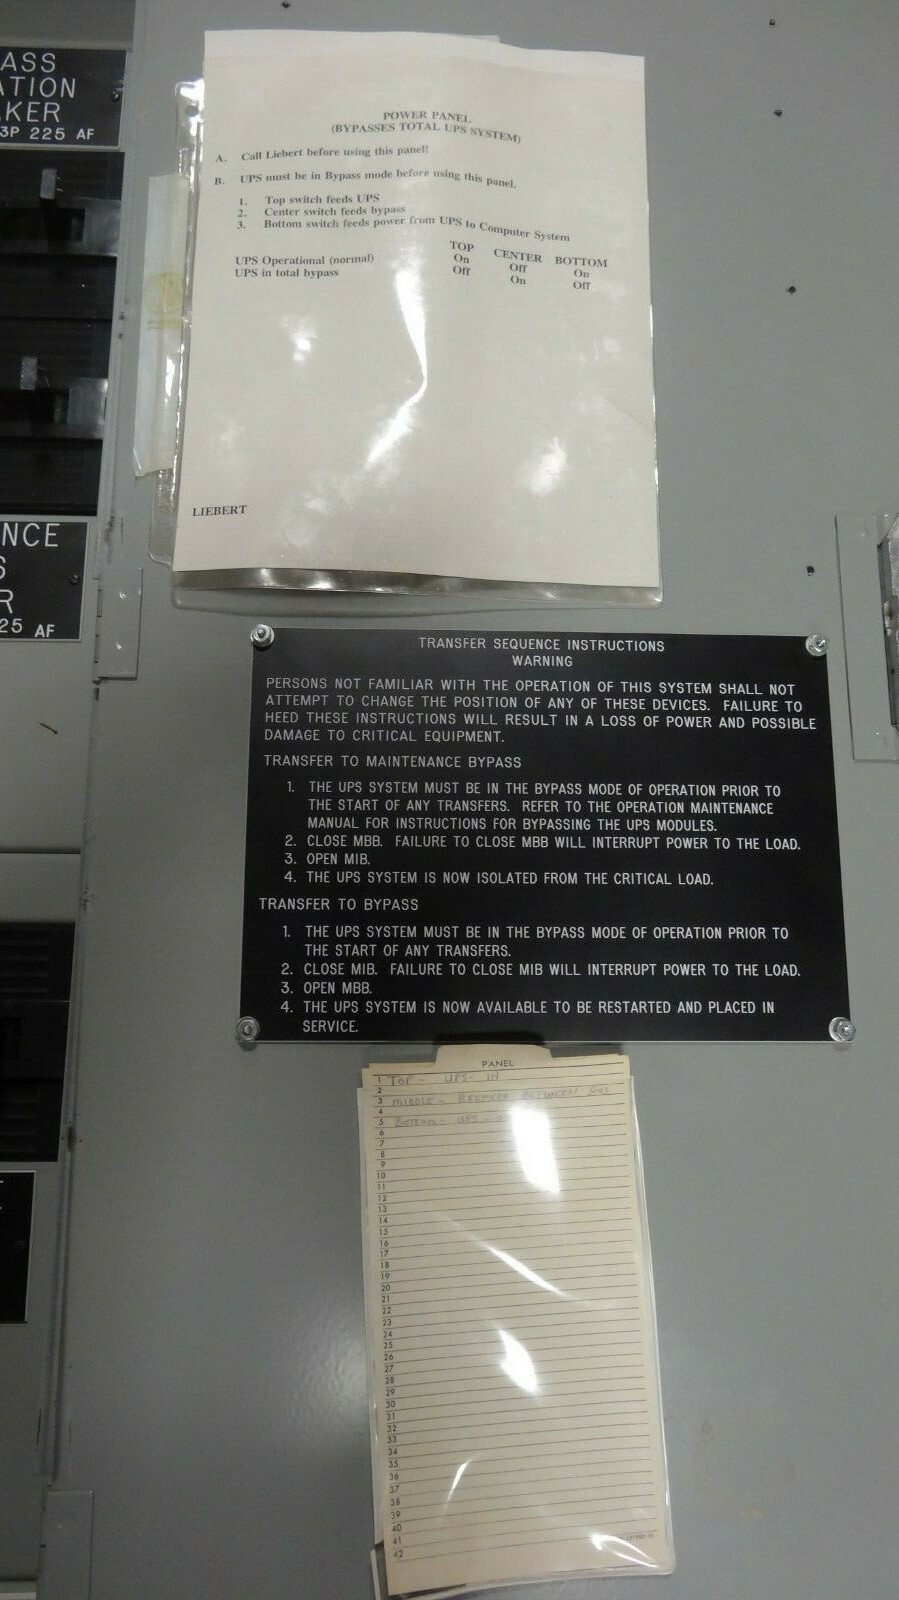 ASS
ATION
KER
3P 225 AF
NCE
S
R
25 AF
POWER PANEL
(BYPASSES TOTAL UPS SYSTEM)
A. Call Liebert before using this panel!
B. UPS must be in Bypass mode before using this panel.
1. Top switch feeds UPS
2. Center switch feeds bypass
3. Bottom switch feeds power from UPS to Computer System
TOP CENTER BOTTOM
UPS Operational (normal) On Off On
UPS in total bypass Off On Off
LIEBERT
TRANSFER SEQUENCE INSTRUCTIONS
WARNING
PERSONS NOT FAMILIAR WITH THE OPERATION OF THIS SYSTEM SHALL NOT
ATTEMPT TO CHANGE THE POSITION OF ANY OF THESE DEVICES. FAILURE TO
HEED THESE INSTRUCTIONS WILL RESULT IN A LOSS OF POWER AND POSSIBLE
DAMAGE TO CRITICAL EQUIPMENT.
TRANSFER TO MAINTENANCE BYPASS
1. THE UPS SYSTEM MUST BE IN THE BYPASS MODE OF OPERATION PRIOR TO
THE START OF ANY TRANSFERS. REFER TO THE OPERATION MAINTENANCE
MANUAL FOR INSTRUCTIONS FOR BYPASSING THE UPS MODULES.
2. CLOSE MBB. FAILURE TO CLOSE MBB WILL INTERRUPT POWER TO THE LOAD.
3. OPEN MIB.
4. THE UPS SYSTEM IS NOW ISOLATED FROM THE CRITICAL LOAD.
TRANSFER TO BYPASS
1. THE UPS SYSTEM MUST BE IN THE BYPASS MODE OF OPERATION PRIOR TO
THE START OF ANY TRANSFERS.
2. CLOSE MIB. FAILURE TO CLOSE MIB WILL INTERRUPT POWER TO THE LOAD.
3. OPEN MBB.
4. THE UPS SYSTEM IS NOW AVAILABLE TO BE RESTARTED AND PLACED IN
SERVICE.
PANEL
1 TOP - UPS - IN
2
3 MIDDLE - BREAKER BETWEEN
4
5 BOTTOM - UPS -
6
7
8
9
10
11
12
13
14
15
16
17
18
19
20
21
22
23
24
25
26
27
28
29
30
31
32
33
34
35
36
37
38
39
40
41
42